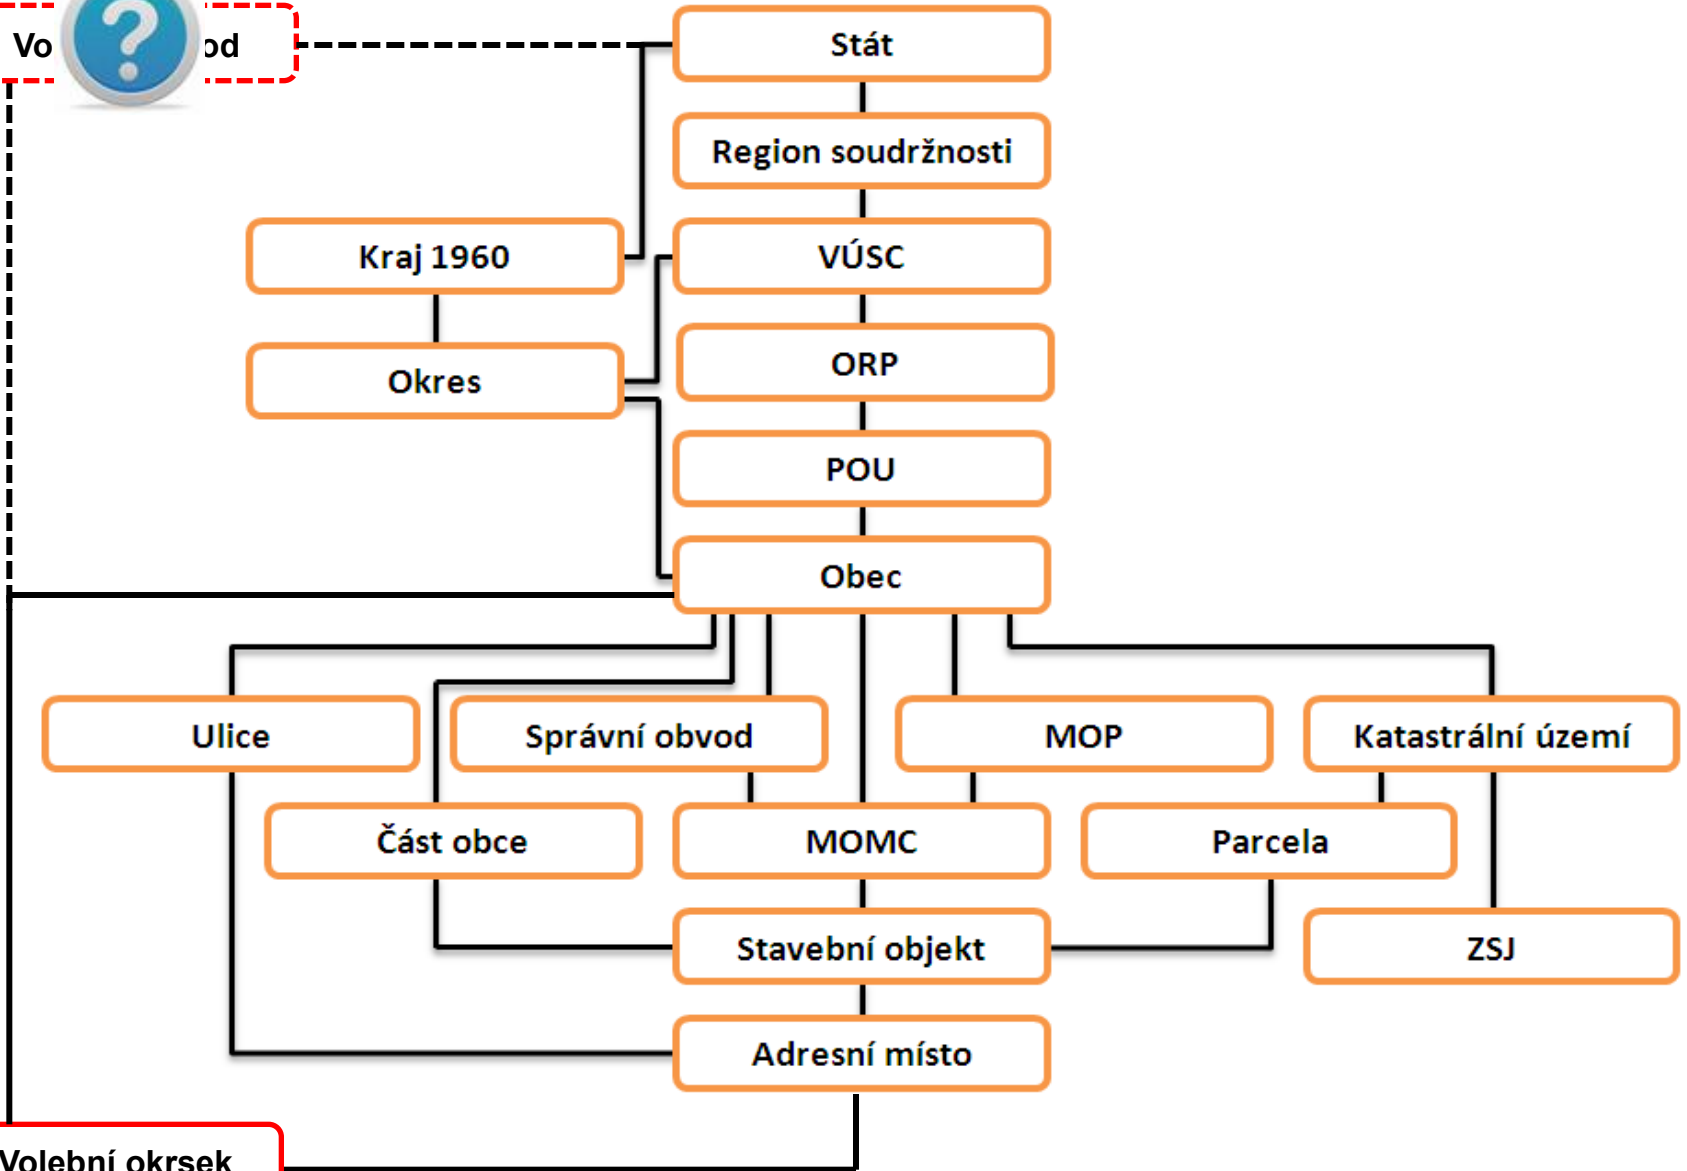 Vo od
Stát
Region soudržnosti
Kraj 1960
VÚSC
Okres
ORP
POU
Obec
Ulice
Správní obvod
MOP
Katastrální území
Část obce
MOMC
Parcela
Stavební objekt
ZSJ
Adresní místo
Volební okrsek